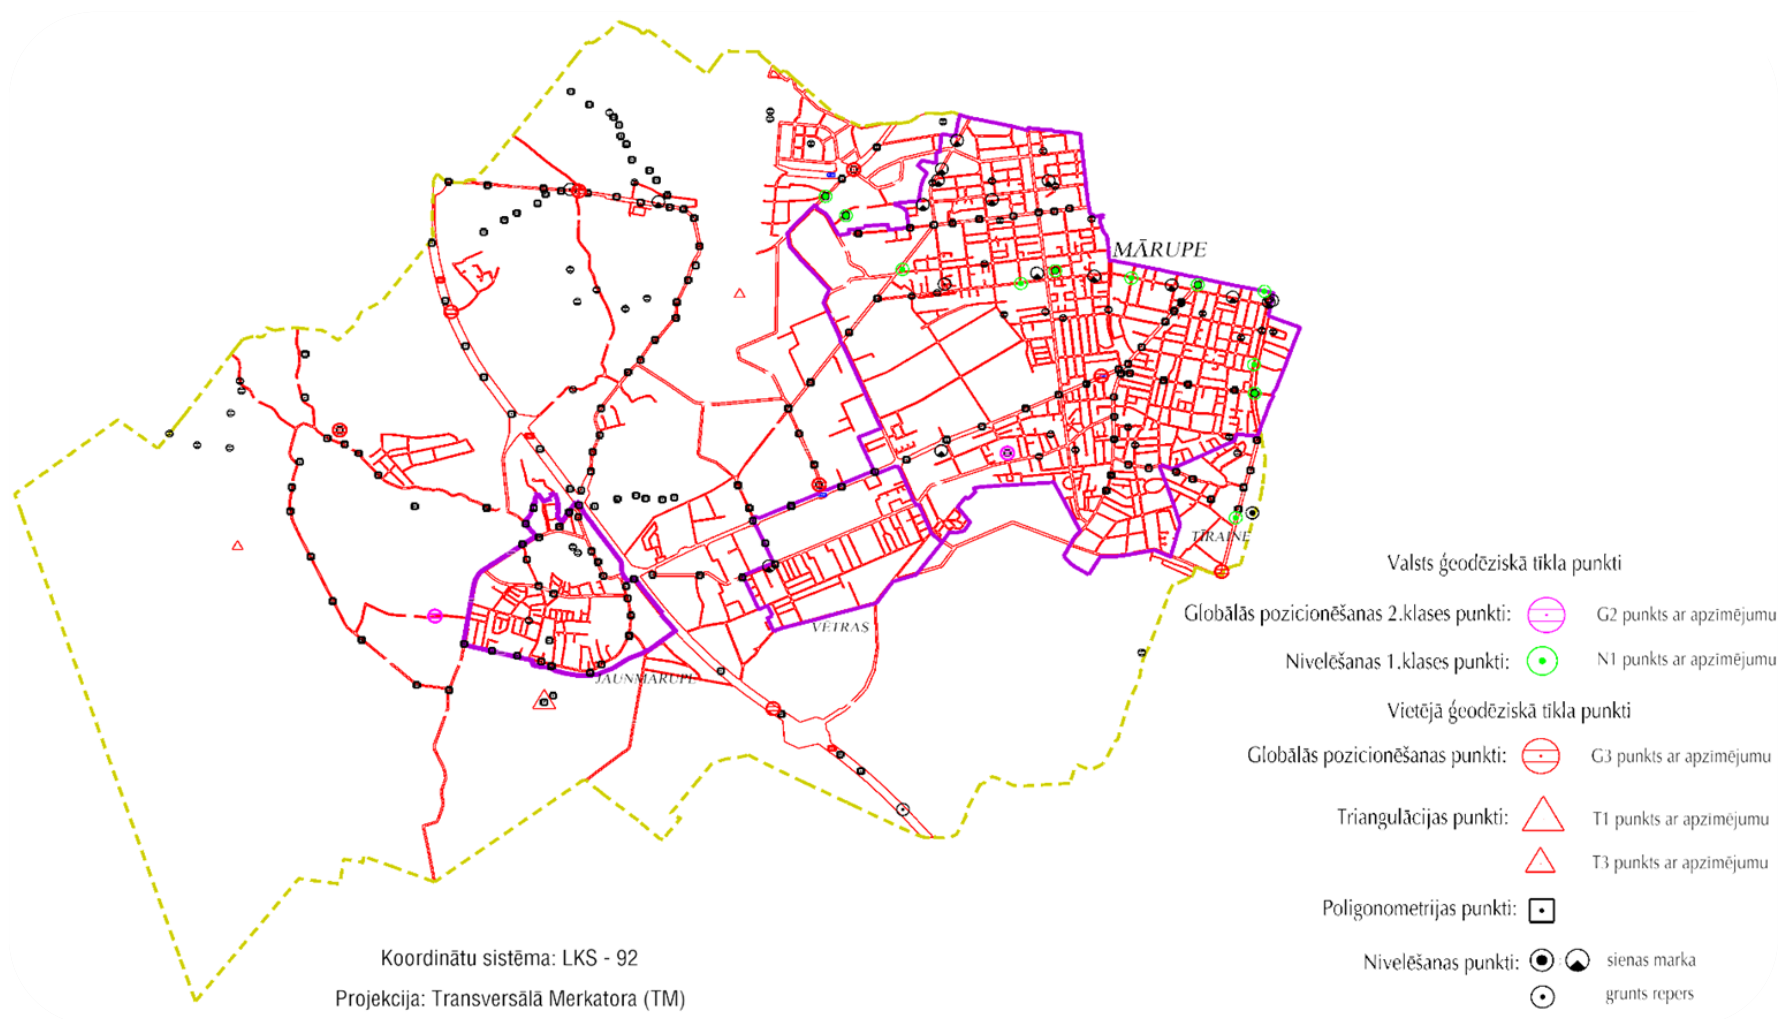 MĀRUPE
TĪRAINE
VĒTRAS
JAUNMĀRUPE
Valsts ģeodēziskā tīkla punkti
Globālās pozicionēšanas 2.klases punkti:
G2 punkts ar apzīmējumu
Nivelēšanas 1.klases punkti:
N1 punkts ar apzīmējumu
Vietējā ģeodēziskā tīkla punkti
Globālās pozicionēšanas punkti:
G3 punkts ar apzīmējumu
Triangulācijas punkti:
T1 punkts ar apzīmējumu
T3 punkts ar apzīmējumu
Poligonometrijas punkti:
Nivelēšanas punkti:
sienas marka
grunts repers
Koordinātu sistēma: LKS - 92
Projekcija: Transversālā Merkatora (TM)